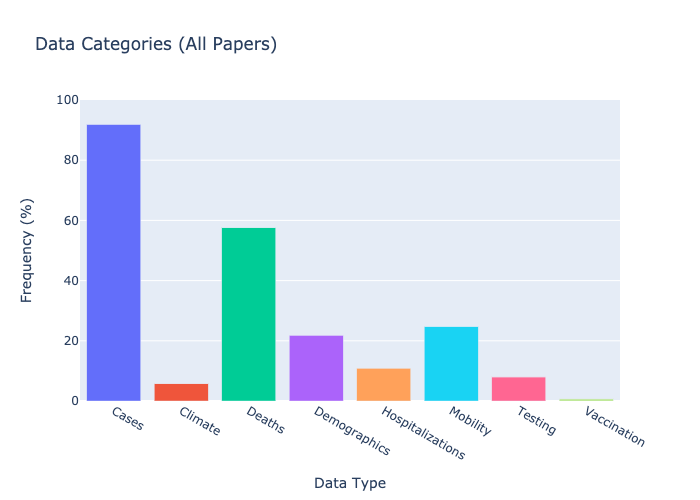 Data Categories (All Papers)
Frequency (%)
100
80
60
40
20
0
Cases
Climate
Deaths
Demographics
Hospitalizations
Mobility
Testing
Vaccination
Data Type